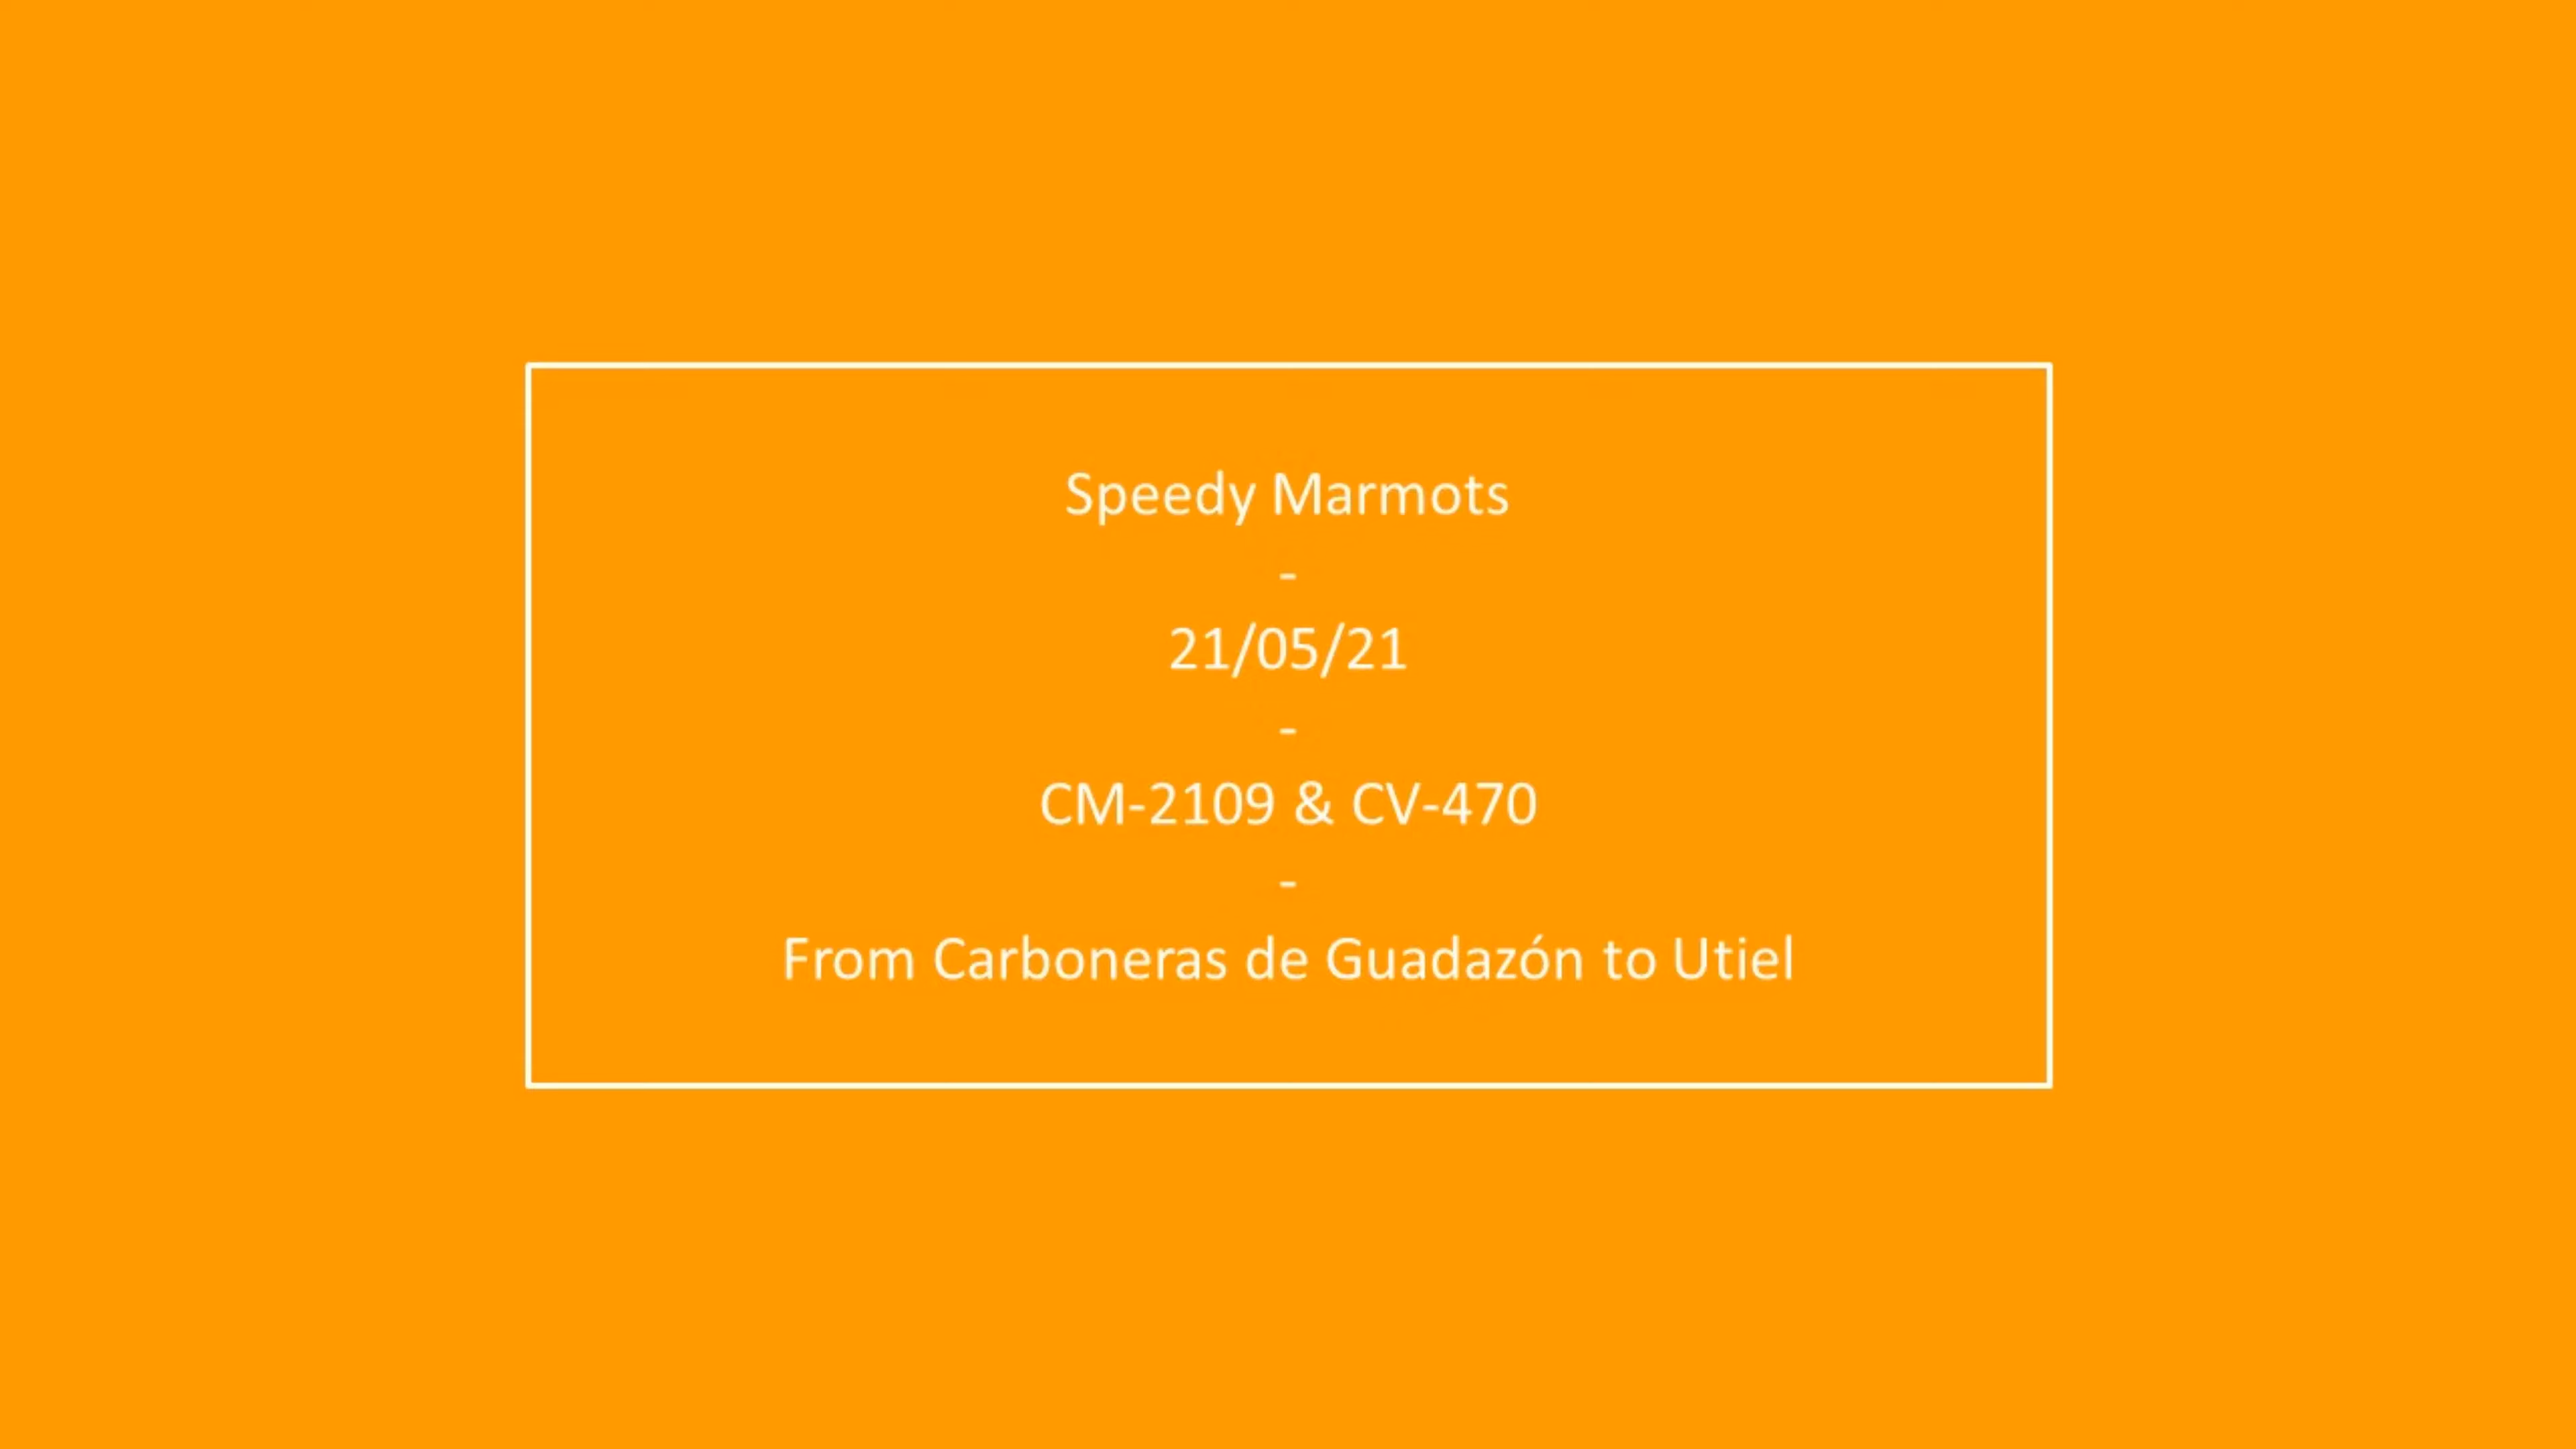 Speedy Marmots
-
21/05/21
-
CM-2109 & CV-470
-
From Carboneras de Guadazón to Utiel